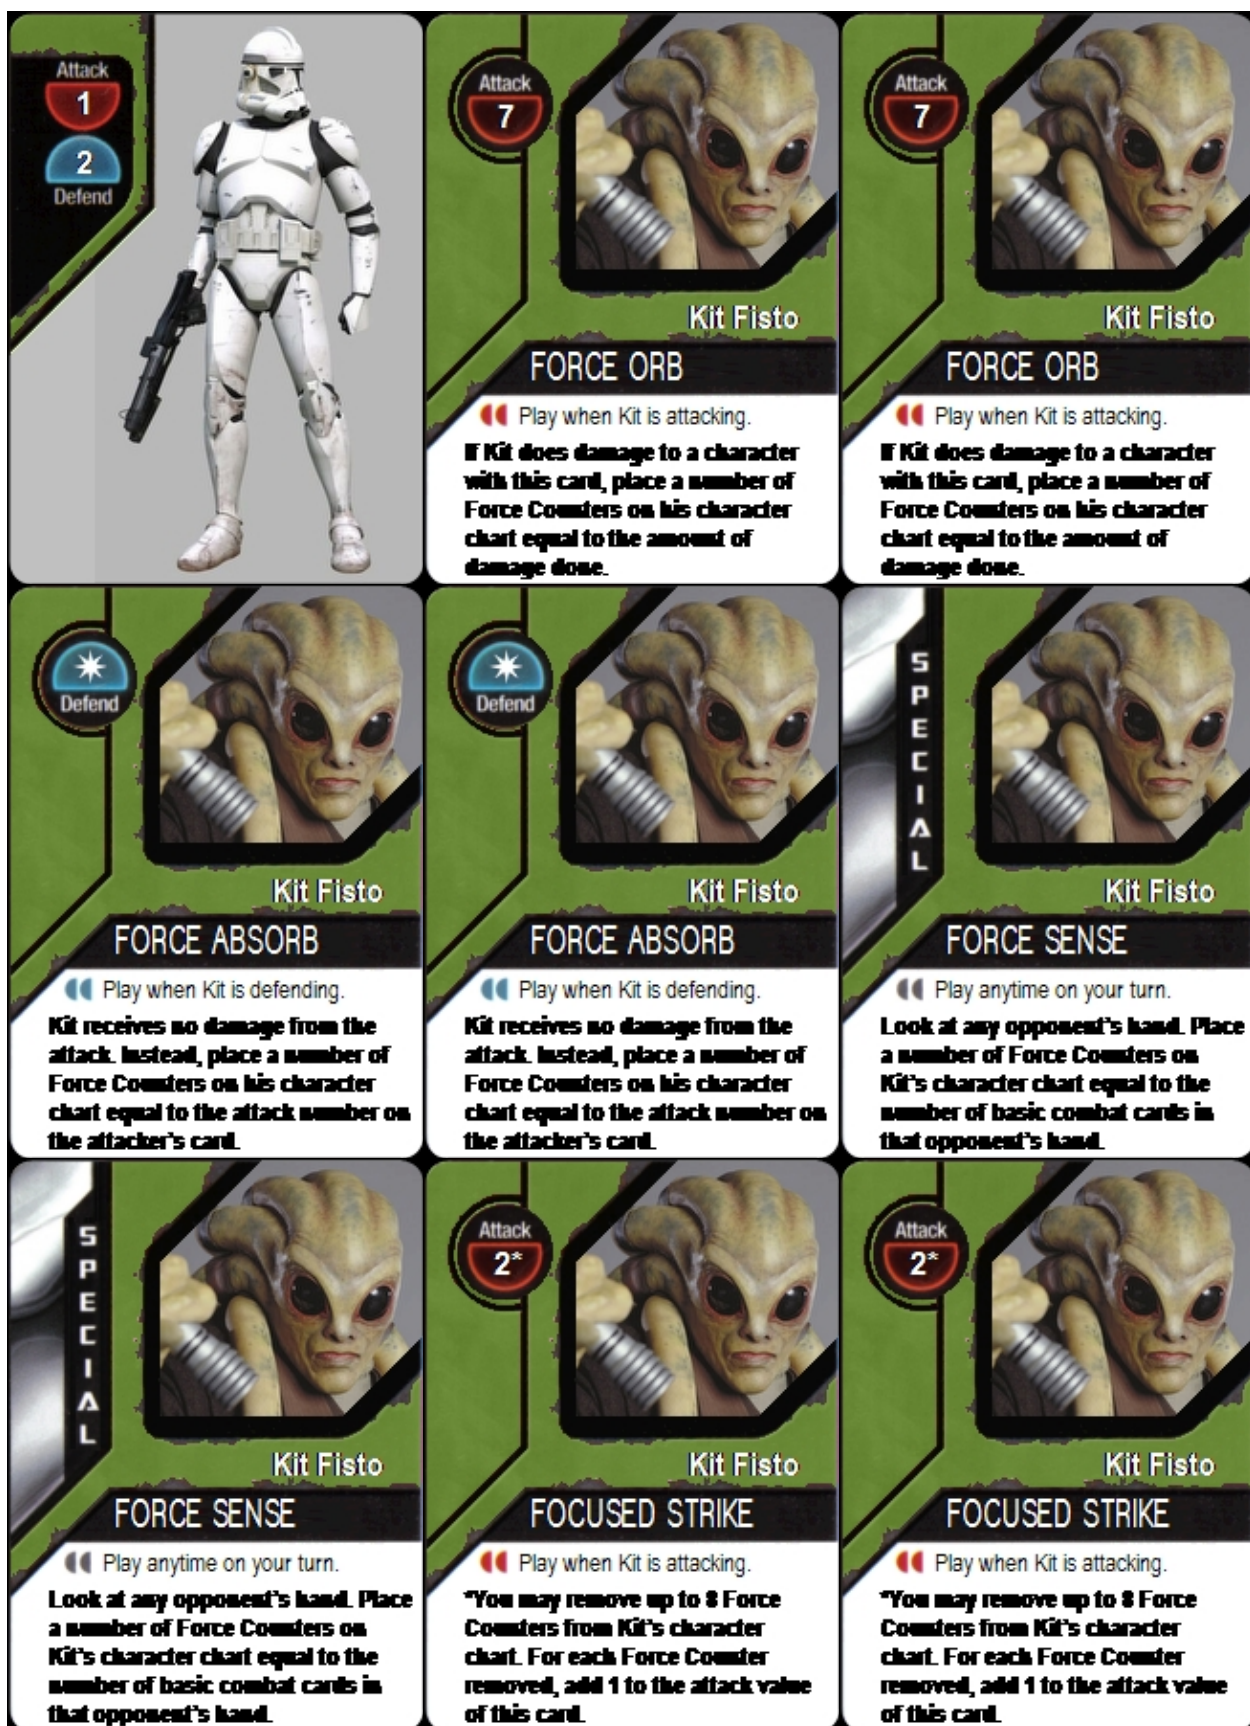 Attack
1
2
Defend
Attack
7
Kit Fisto
FORCE ORB
Play when Kit is attacking.
If Kit does damage to a character
with this card, place a number of
Force Counters on his character
chart equal to the amount of
damage done.
Attack
7
Kit Fisto
FORCE ORB
Play when Kit is attacking.
If Kit does damage to a character
with this card, place a number of
Force Counters on his character
chart equal to the amount of
damage done.
Defend
Kit Fisto
FORCE ABSORB
Play when Kit is defending.
Kit receives no damage from the
attack. Instead, place a number of
Force Counters on his character
chart equal to the attack number on
the attacker's card.
Defend
Kit Fisto
FORCE ABSORB
Play when Kit is defending.
Kit receives no damage from the
attack. Instead, place a number of
Force Counters on his character
chart equal to the attack number on
the attacker's card.
SPECIAL
Kit Fisto
FORCE SENSE
Play anytime on your turn.
Look at any opponent's hand. Place
a number of Force Counters on
Kit's character chart equal to the
number of basic combat cards in
that opponent's hand.
SPECIAL
Kit Fisto
FORCE SENSE
Play anytime on your turn.
Look at any opponent's hand. Place
a number of Force Counters on
Kit's character chart equal to the
number of basic combat cards in
that opponent's hand.
Attack
2*
Kit Fisto
FOCUSED STRIKE
Play when Kit is attacking.
*You may remove up to 8 Force
Counters from Kit's character
chart. For each Force Counter
removed, add 1 to the attack value
of this card.
Attack
2*
Kit Fisto
FOCUSED STRIKE
Play when Kit is attacking.
*You may remove up to 8 Force
Counters from Kit's character
chart. For each Force Counter
removed, add 1 to the attack value
of this card.